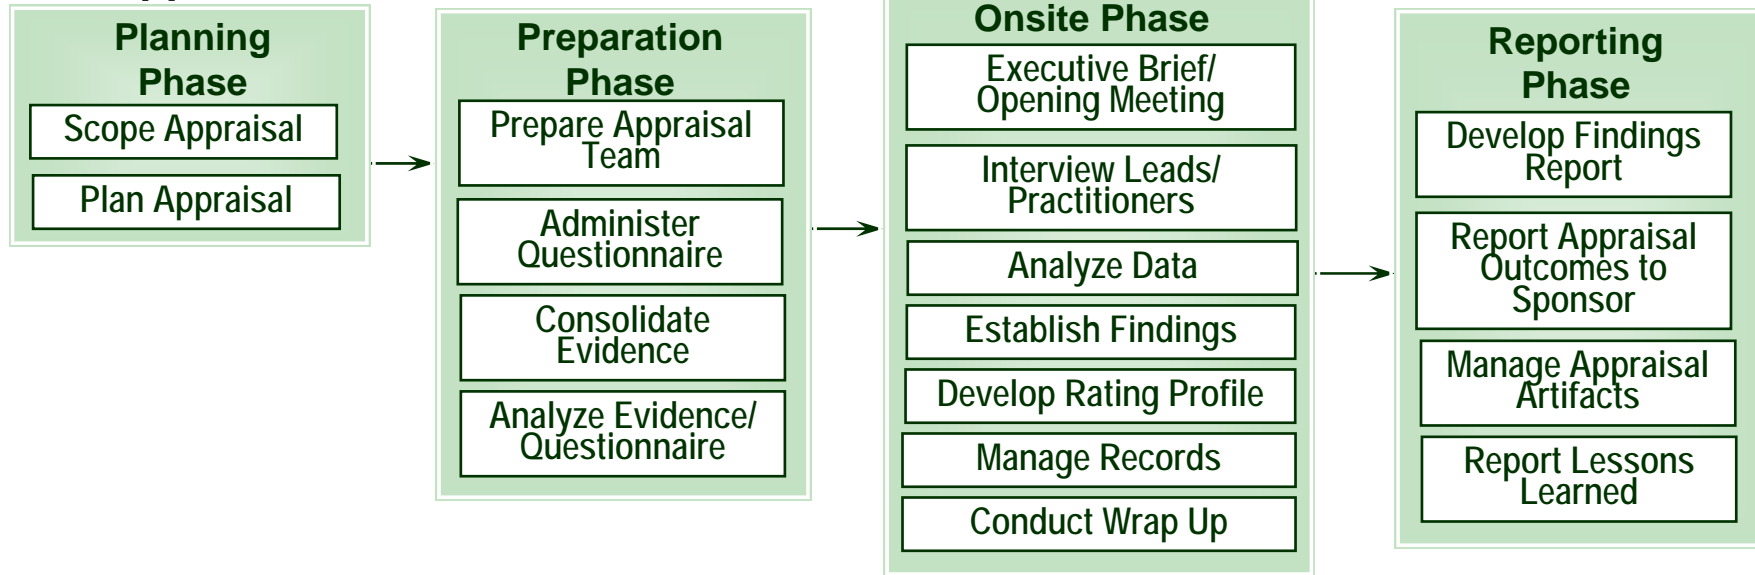 Planning
Phase
Scope Appraisal
Plan Appraisal
Preparation
Phase
Prepare Appraisal
Team
Administer
Questionnaire
Consolidate
Evidence
Analyze Evidence/
Questionnaire
Onsite Phase
Executive Brief/
Opening Meeting
Interview Leads/
Practitioners
Analyze Data
Establish Findings
Develop Rating Profile
Manage Records
Conduct Wrap Up
Reporting
Phase
Develop Findings
Report
Report Appraisal
Outcomes to
Sponsor
Manage Appraisal
Artifacts
Report Lessons
Learned